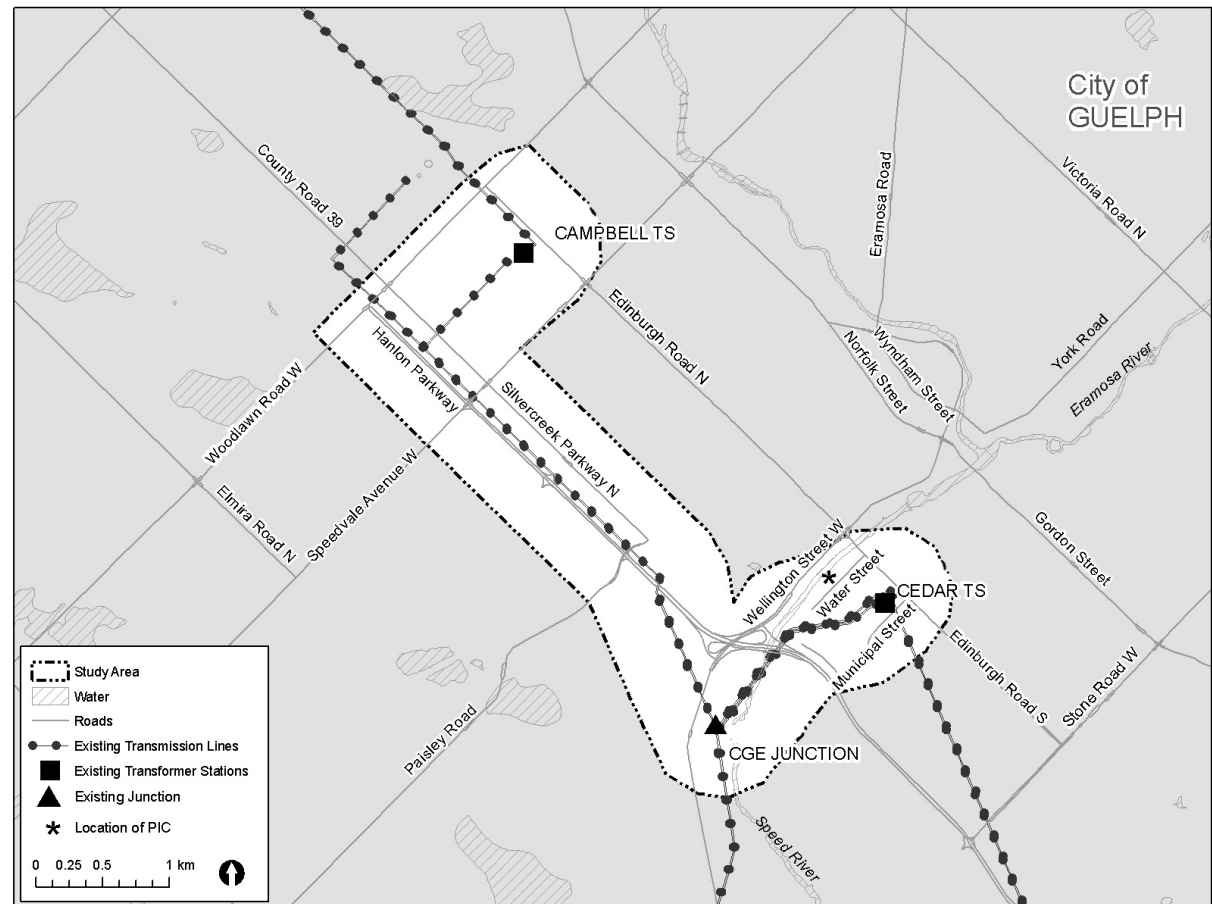 City of
GUELPH
County Road 39
Victoria Road N
Eramosa Road
CAMPBELL TS
Edinburgh Road N
York Road
Wyndham Street
Norfolk Street
Eramosa River
Hanlon Parkway
Silvercreek Parkway N
Woodlawn Road W
Elmira Road N
Speedvale Avenue W
Gordon Street
Wellington Street W
*
Water Street
CEDAR TS
Municipal Street
Edinburgh Road S
Stone Road W
Paisley Road
CGE JUNCTION
Speed River
Study Area
Water
Roads
Existing Transmission Lines
Existing Transformer Stations
Existing Junction
* Location of PIC
0 0.25 0.5 1 km